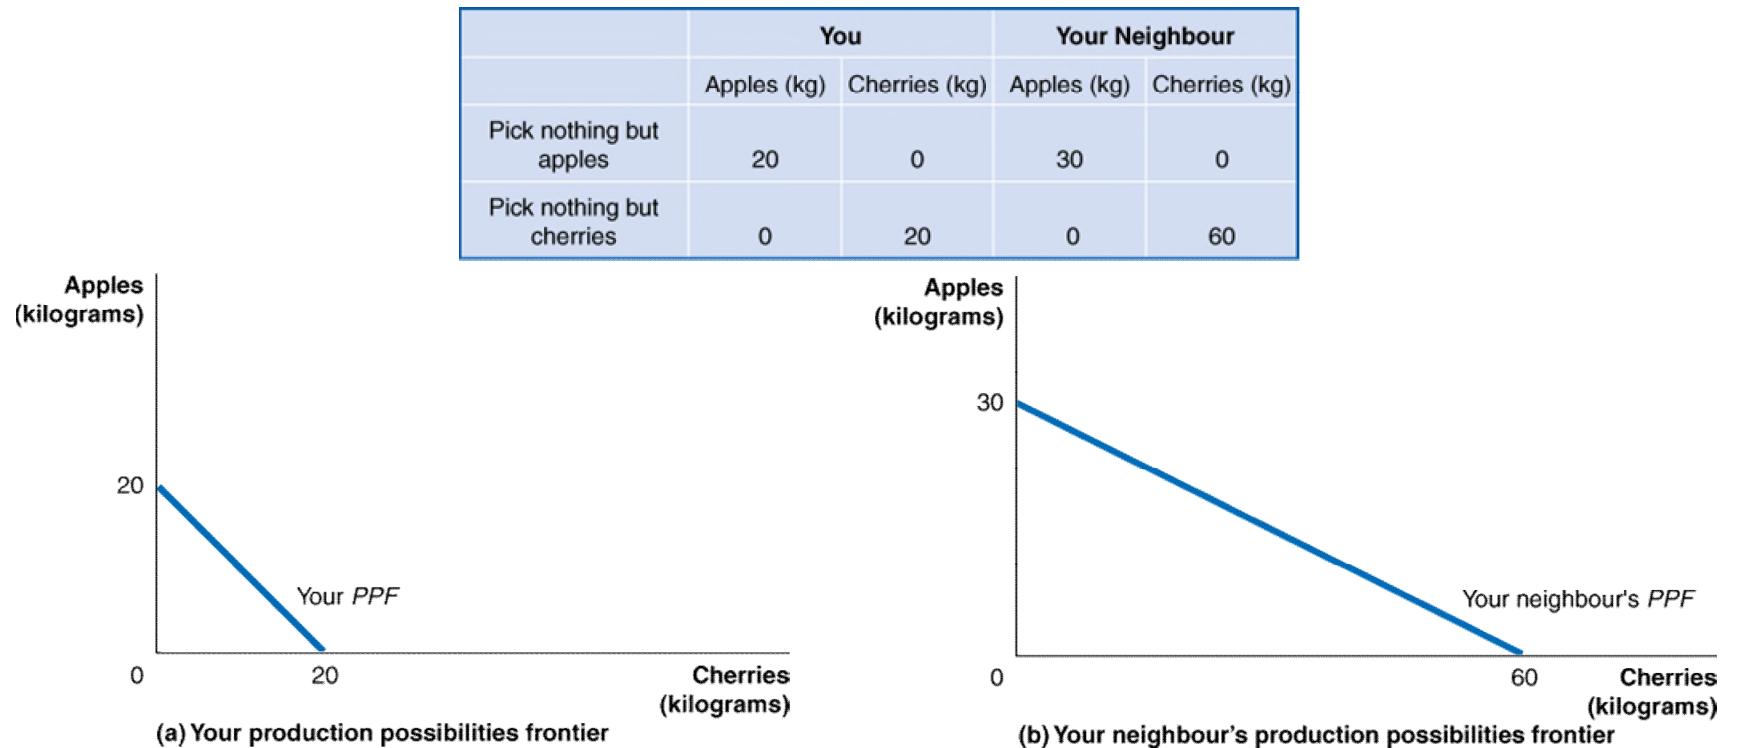 You Your Neighbour
Apples (kg) Cherries (kg) Apples (kg) Cherries (kg)
Pick nothing but
apples 20 0 30 0
Pick nothing but
cherries 0 20 0 60
Apples
(kilograms)
20
Your PPF
0 20 Cherries
(kilograms)
(a) Your production possibilities frontier
Apples
(kilograms)
30
Your neighbour's PPF
0 60 Cherries
(kilograms)
(b) Your neighbour's production possibilities frontier